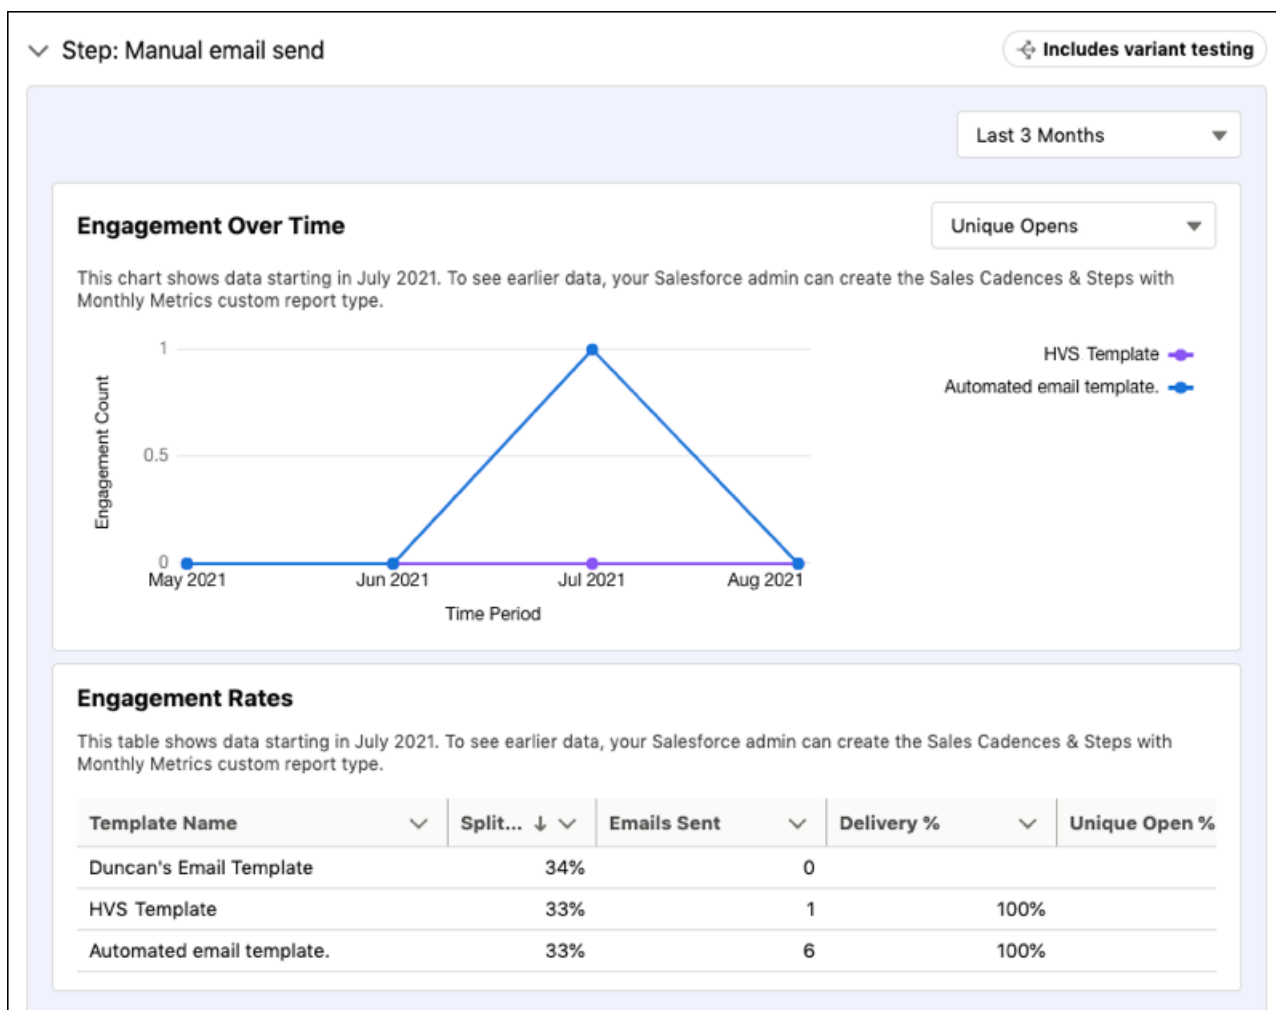 Step: Manual email send
Includes variant testing
Last 3 Months
Engagement Over Time
Unique Opens
This chart shows data starting in July 2021. To see earlier data, your Salesforce admin can create the Sales Cadences & Steps with
Monthly Metrics custom report type.
1
HVS Template
Automated email template.
Engagement Count
0.5
0
May 2021 Jun 2021 Jul 2021 Aug 2021
Time Period
Engagement Rates
This table shows data starting in July 2021. To see earlier data, your Salesforce admin can create the Sales Cadences & Steps with
Monthly Metrics custom report type.
Template Name Split... Emails Sent Delivery % Unique Open %
Duncan's Email Template 34% 0
HVS Template 33% 1 100%
Automated email template. 33% 6 100%